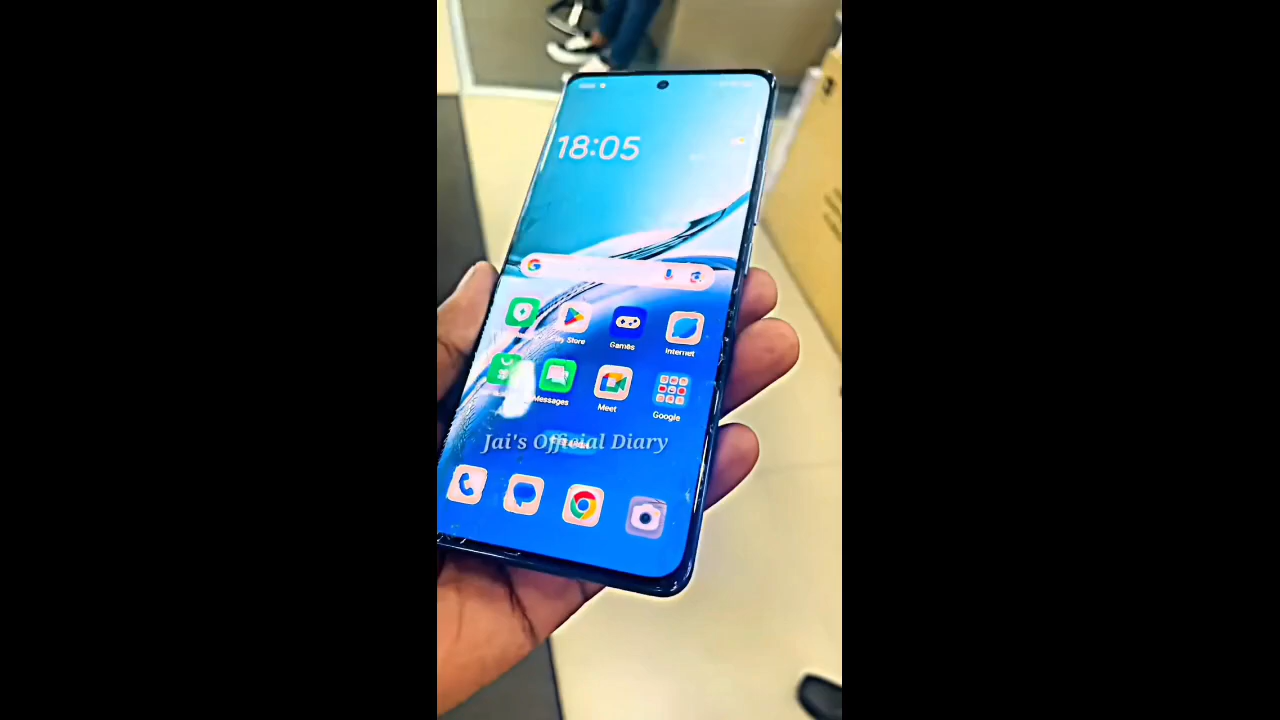 18:05
Play Store
Games
Internet
Messages
Meet
Google
Jai's Official Diary